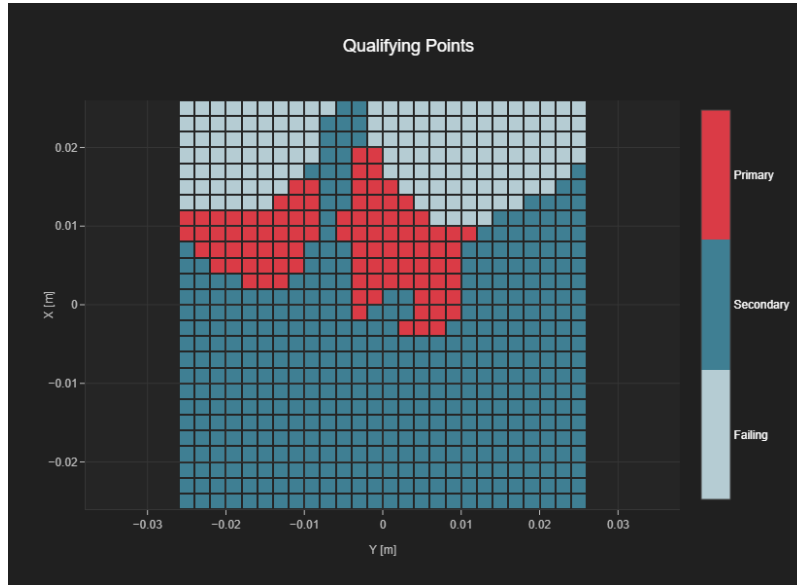 Qualifying Points
0.02
0.01
0
−0.01
−0.02
X [m]
−0.03
−0.02
−0.01
0
0.01
0.02
0.03
Y [m]
Primary
Secondary
Failing